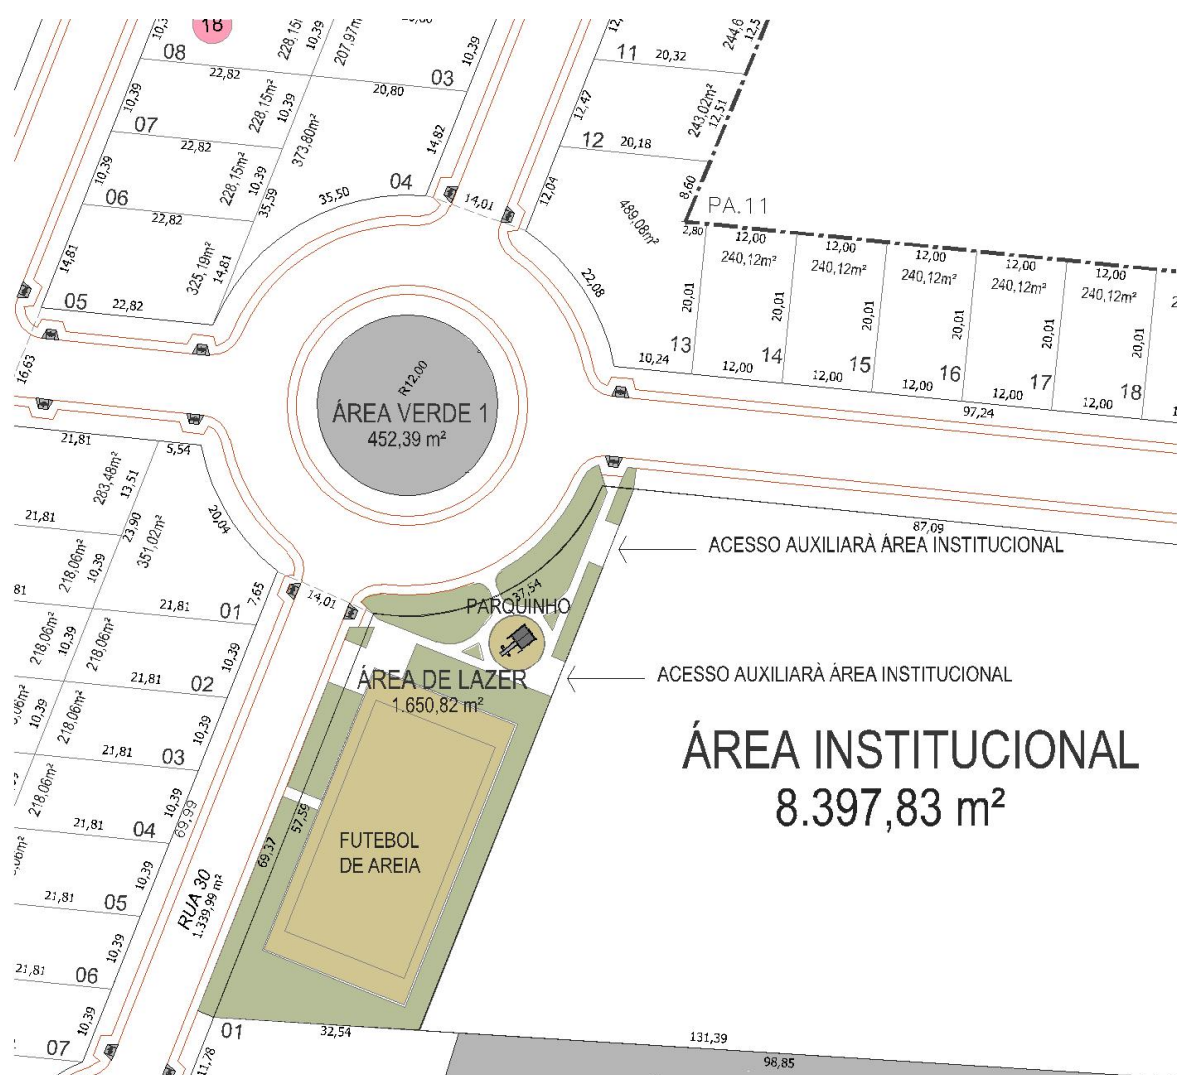 18
08
22,82
228,15m²
10,39
207,97m²
03
10,39
20,80
10,39
07
22,82
228,15m²
10,39
373,80m²
14,82
10,39
06
22,82
228,15m²
10,39
35,59
35,50
04
14,01
14,81
05
22,82
325,19m²
14,81
16,63
11
20,32
244,6
12,5
12,47
12
20,18
243,02m²
12,51
12,04
8,60
PA.11
489,08m²
2,80
22,08
10,24
13
20,01
12,00
240,12m²
14
12,00
20,01
12,00
240,12m²
15
12,00
20,01
12,00
240,12m²
16
12,00
20,01
12,00
240,12m²
17
12,00
20,01
12,00
240,12m²
18
12,00
20,01
97,24
R12,00
ÁREA VERDE 1
452,39 m²
21,81
5,54
283,48m²
13,51
21,81
23,90
351,02m²
20,04
218,06m²
10,39
81
21,81
01
7,65
14,01
218,06m²
10,39
218,06m²
21,81
02
10,39
10,39
218,06m²
21,81
03
10,39
218,06m²
21,81
04
10,39
69,99
21,81
05
10,39
21,81
06
10,39
07
10,39
RUA 30
1.339,99 m²
87,09
ACESSO AUXILIARÀ ÁREA INSTITUCIONAL
37,54
PARQUINHO
ACESSO AUXILIARÀ ÁREA INSTITUCIONAL
ÁREA DE LAZER
1.650,82 m²
ÁREA INSTITUCIONAL
8.397,83 m²
57,59
69,37
FUTEBOL
DE AREIA
01
32,54
11,78
131,39
98,85